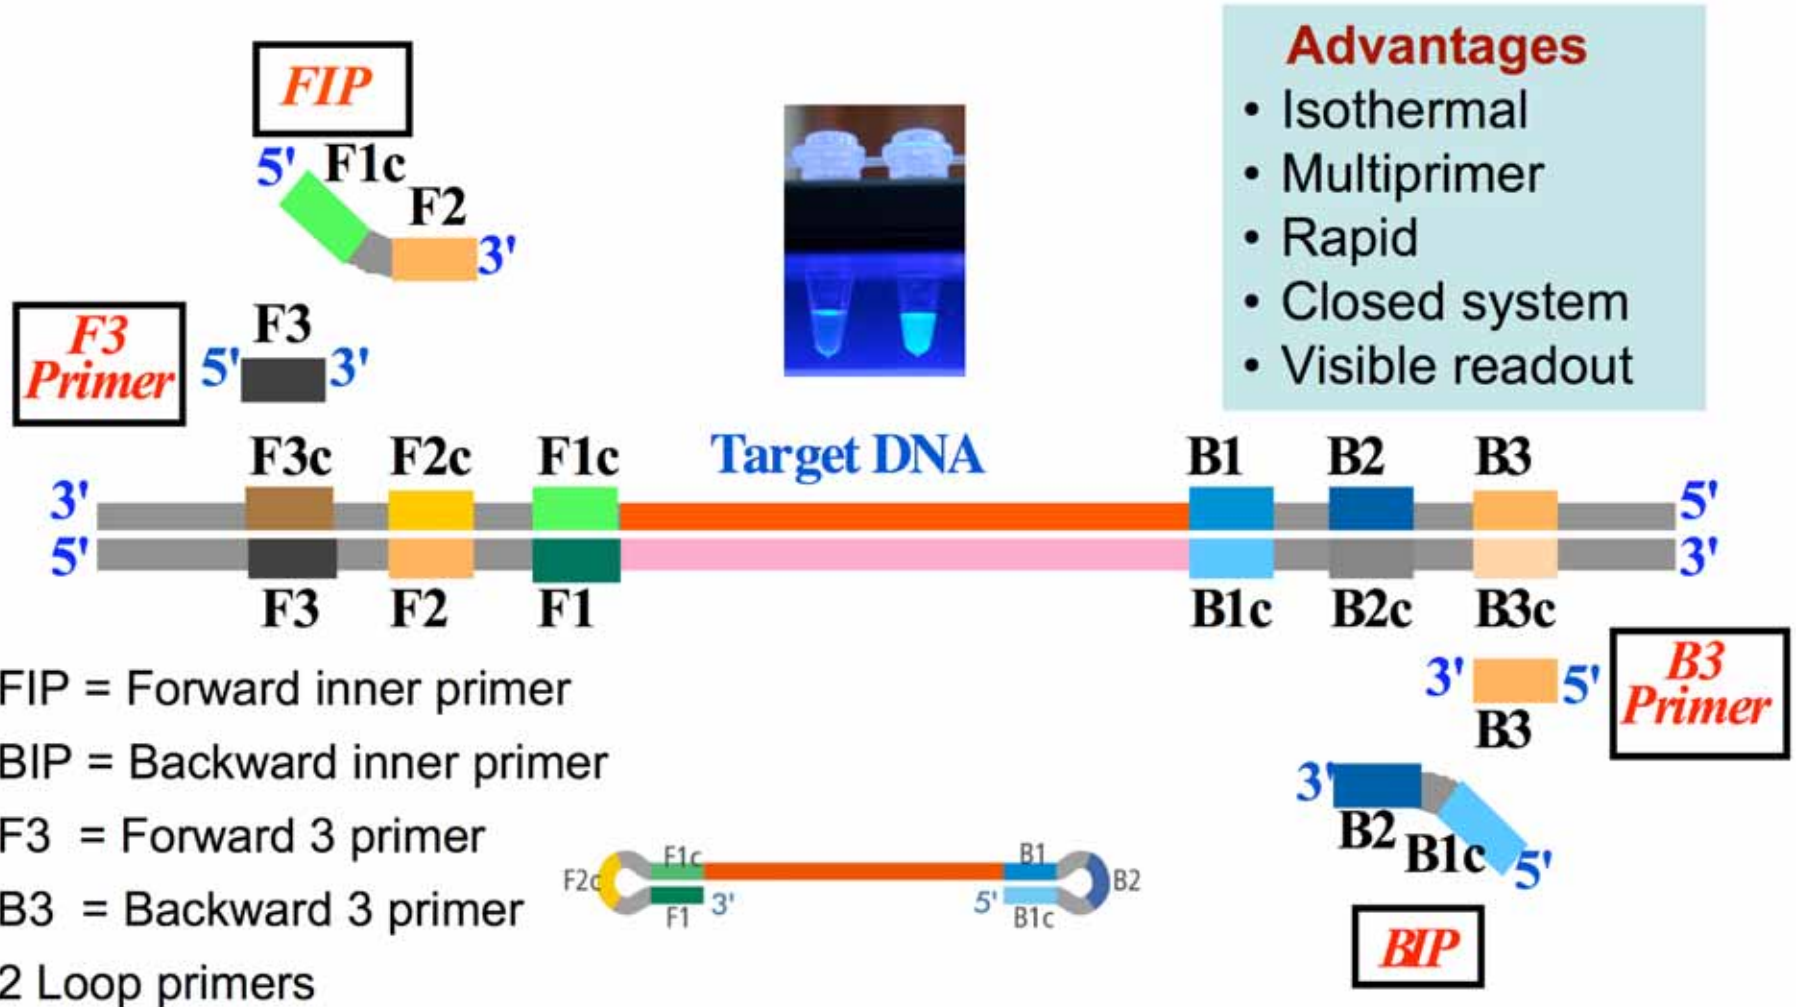 FIP
5' F1c
F2
3'
F3
Primer
F3
5' 3'
Advantages
• Isothermal
• Multiprimer
• Rapid
• Closed system
• Visible readout
F3c F2c F1c Target DNA B1 B2 B3
3' 5'
5' 3'
F3 F2 F1 B1c B2c B3c
3' 5'
B3
B3
Primer
3'
B2
B1c
5'
BIP
FIP = Forward inner primer
BIP = Backward inner primer
F3 = Forward 3 primer
B3 = Backward 3 primer
2 Loop primers
F1c B1
F2c B2
F1 3' 5' B1c